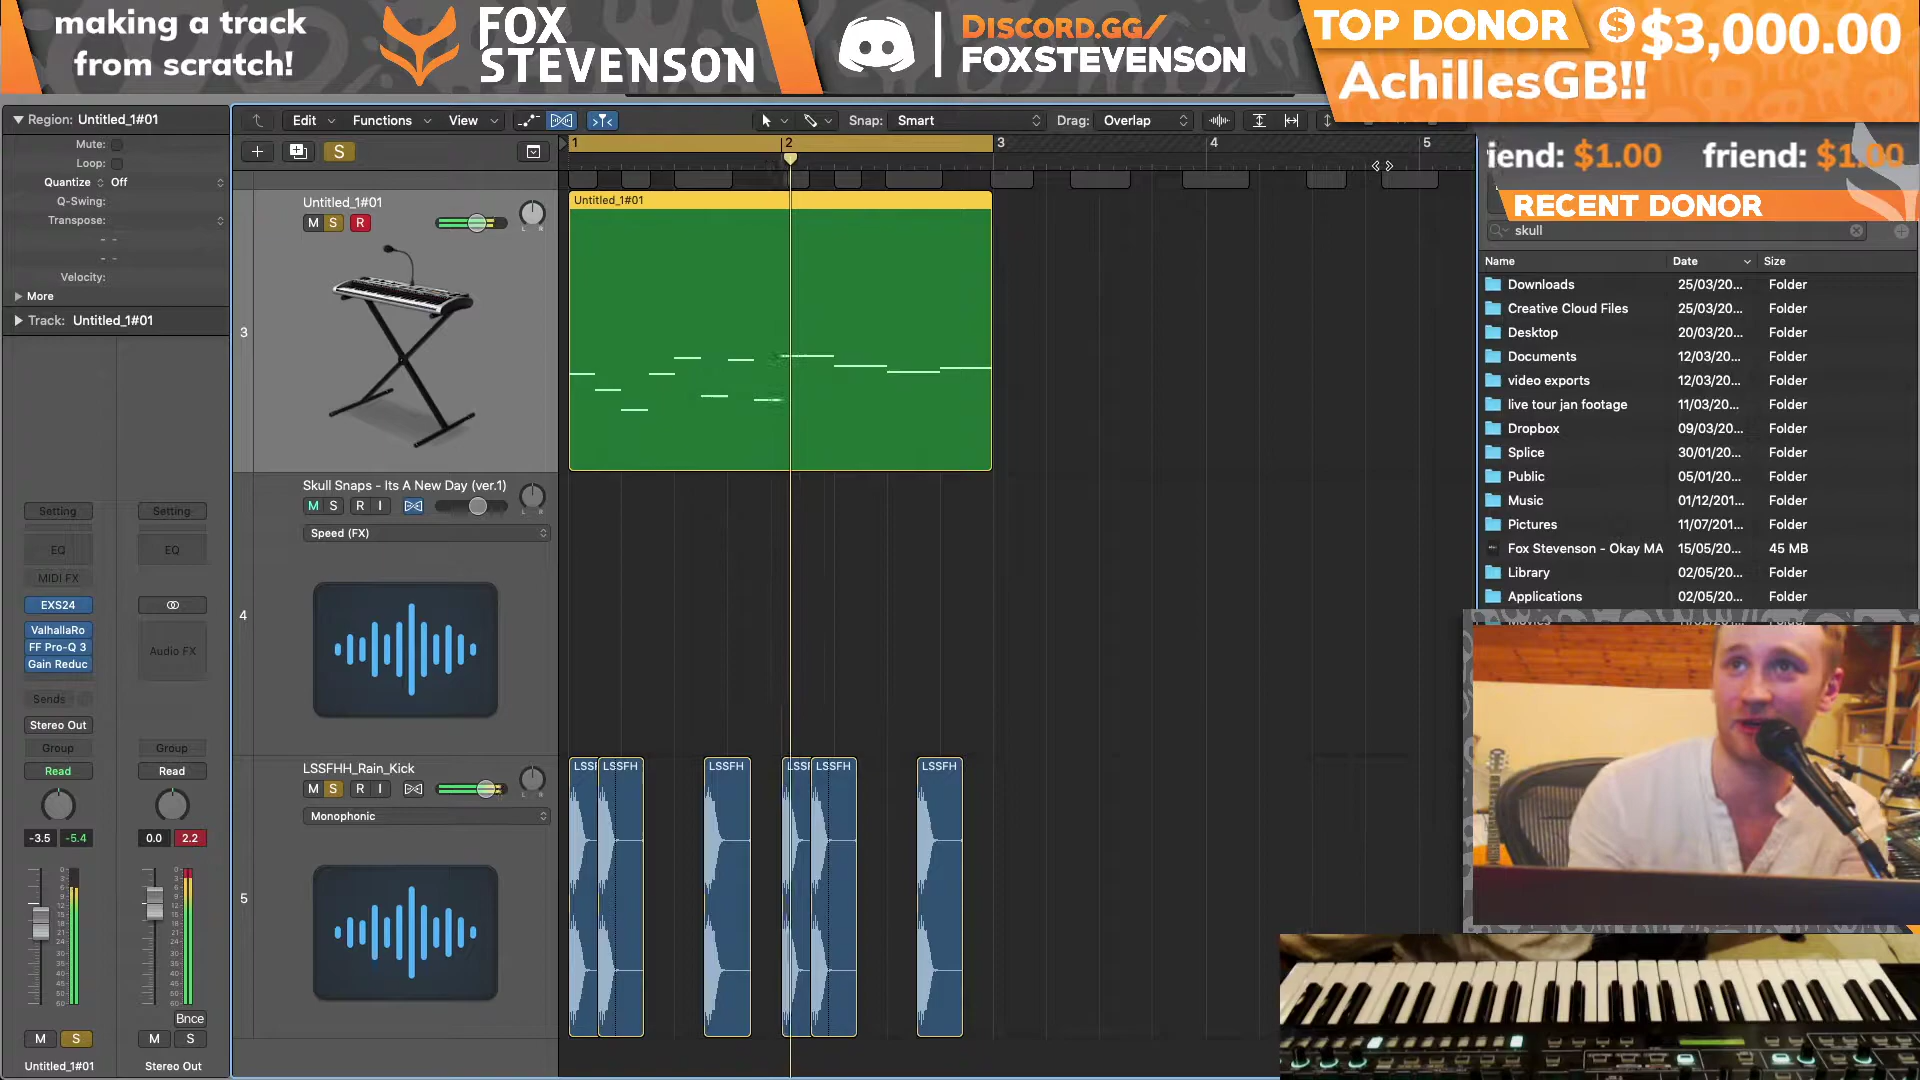 making a track
from scratch!
FOX
STEVENSON
DISCORD.GG/
FOXSTEVENSON
TOP DONOR
$3,000.00
AchillesGB!!
iend: $1.00 friend: $1.00
RECENT DONOR
Region: Untitled_1#01
Mute:
Loop:
Quantize Off
Q-Swing:
Transpose:
Velocity:
More
Track: Untitled_1#01
Edit Functions View Snap: Smart Drag: Overlap
S
1 2 3 4 5
3
Untitled_1#01
M S R
L R
Untitled_1#01
4
Skull Snaps - Its A New Day (ver.1)
M S R I
L R
Speed (FX)
5
LSSFHH_Rain_Kick
M S R I
L R
Monophonic
LSSF LSSFH LSSFH LSSF LSSFH LSSFH
skull
Name Date Size
Downloads 25/03/20... Folder
Creative Cloud Files 25/03/20... Folder
Desktop 20/03/20... Folder
Documents 12/03/20... Folder
video exports 12/03/20... Folder
live tour jan footage 11/03/20... Folder
Dropbox 09/03/20... Folder
Splice 30/01/20... Folder
Public 05/01/20... Folder
Music 01/12/201... Folder
Pictures 11/07/201... Folder
Fox Stevenson - Okay MA 15/05/20... 45 MB
Library 02/05/20... Folder
Applications 02/05/20... Folder
Setting Setting
EQ EQ
MIDI FX
EXS24
ValhallaRo
FF Pro-Q 3
Gain Reduc
Audio FX
Sends
Stereo Out
Group Group
Read Read
-3.5 -5.4 0.0 2.2
Bnce
M S M S
Untitled_1#01 Stereo Out